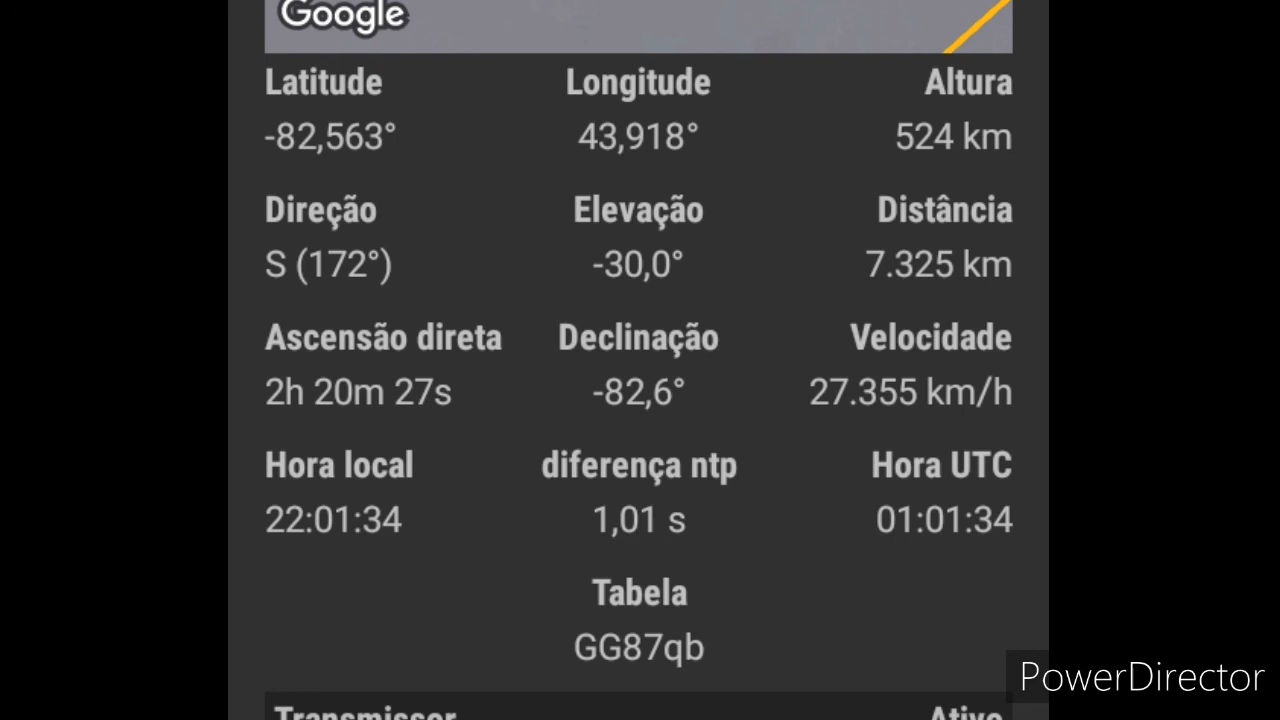 Google
Latitude Longitude Altura
-82,563° 43,918° 524 km
Direção Elevação Distância
S (172°) -30,0° 7.325 km
Ascensão direta Declinação Velocidade
2h 20m 27s -82,6° 27.355 km/h
Hora local diferença ntp Hora UTC
22:01:34 1,01 s 01:01:34
Tabela
GG87qb
PowerDirector
Transmissor Ativo